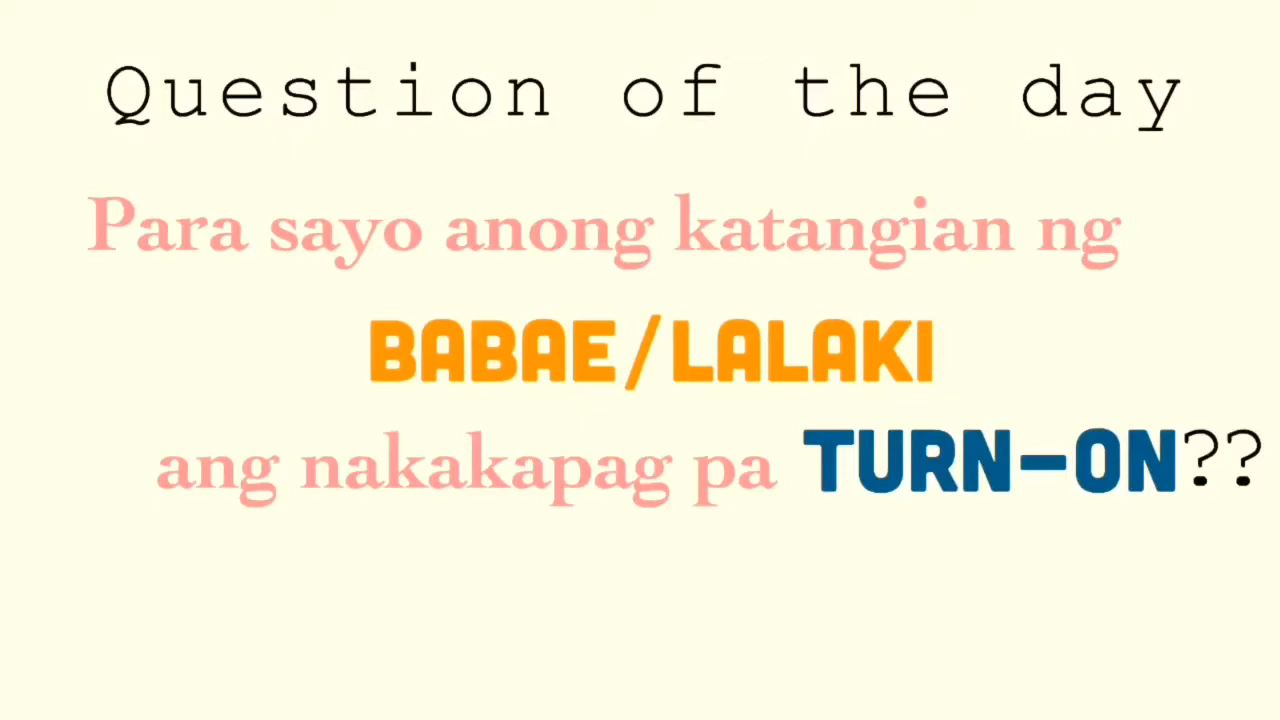 Question of the day
Para sayo anong katangian ng
BABAE/LALAKI
ang nakakapag pa TURN-ON??